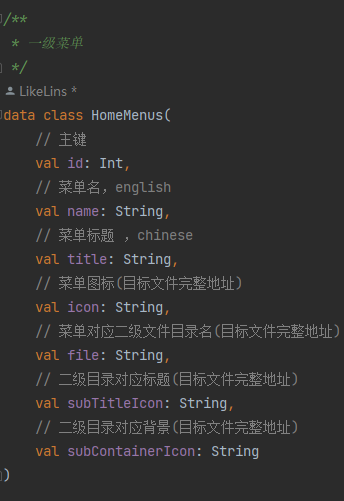 /**
* 一级菜单
*/
LikeLins *
data class HomeMenus(
// 主键
val id: Int,
// 菜单名，english
val name: String,
// 菜单标题 ，chinese
val title: String,
// 菜单图标(目标文件完整地址)
val icon: String,
// 菜单对应二级文件目录名(目标文件完整地址)
val file: String,
// 二级目录对应标题(目标文件完整地址)
val subTitleIcon: String,
// 二级目录对应背景(目标文件完整地址)
val subContainerIcon: String
)